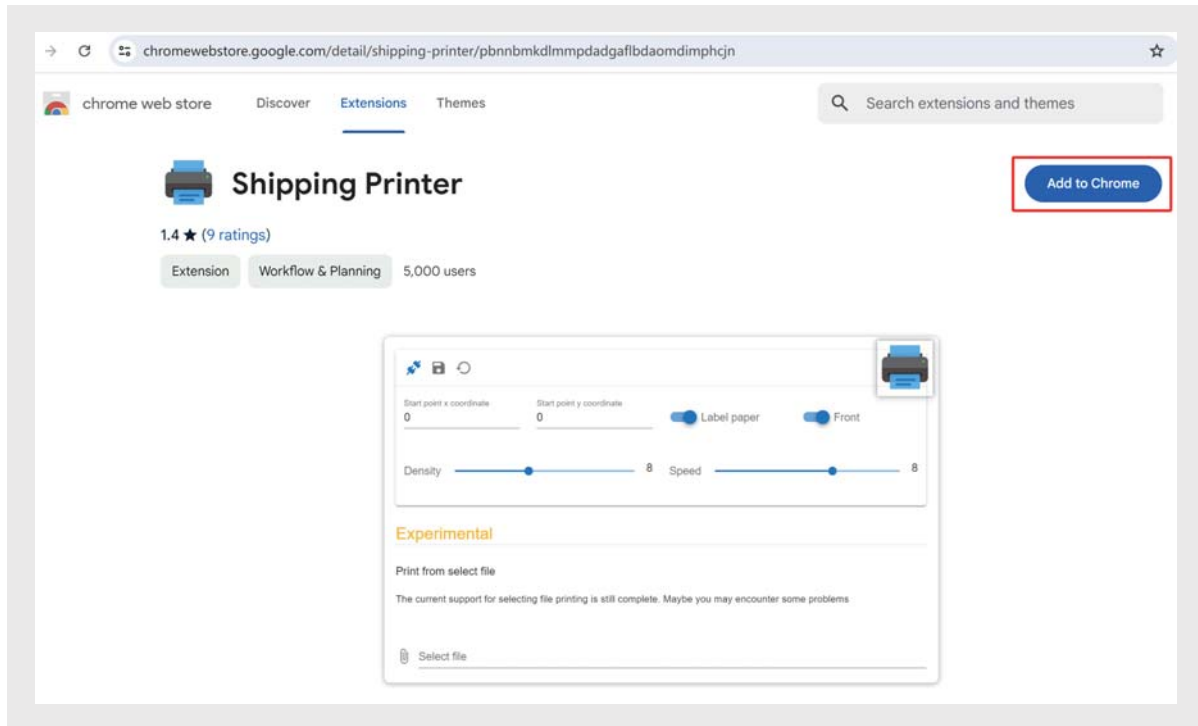 chromewebstore.google.com/detail/shipping-printer/pbnnbmkdlmmpdadgaflbdaomdimphcjn
chrome web store Discover Extensions Themes Search extensions and themes
Shipping Printer Add to Chrome
1.4 ★ (9 ratings)
Extension Workflow & Planning 5,000 users
Start point x coordinate Start point y coordinate
0 0 Label paper Front
Density 8 Speed 8
Experimental
Print from select file
The current support for selecting file printing is still complete. Maybe you may encounter some problems
Select file